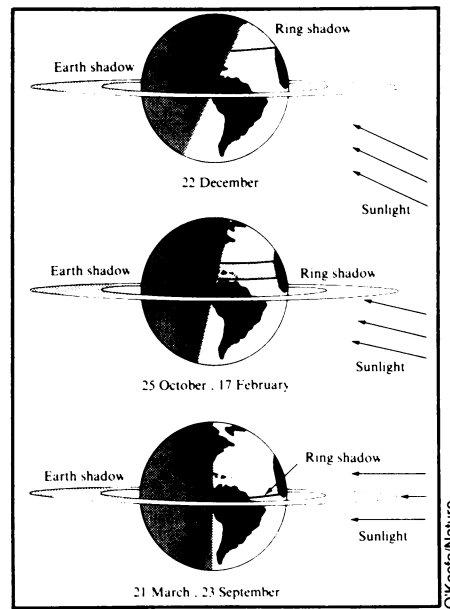 Ring shadow
Earth shadow
22 December
Sunlight
Earth shadow
Ring shadow
25 October . 17 February
Sunlight
Ring shadow
Earth shadow
Sunlight
21 March . 23 September
O'Keefe/Nature